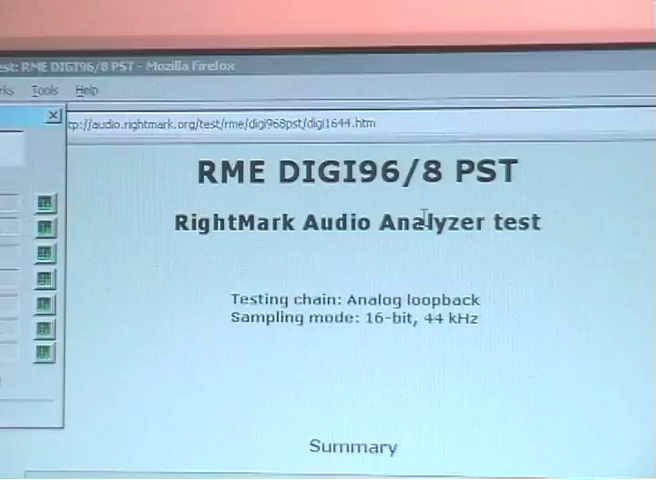 est: RME DIGI96/8 PST - Mozilla Firefox
rks Tools Help
tp://audio.rightmark.org/test/rme/digi968pst/digi1644.htm
RME DIGI96/8 PST
RightMark Audio Analyzer test
Testing chain: Analog loopback
Sampling mode: 16-bit, 44 kHz
Summary